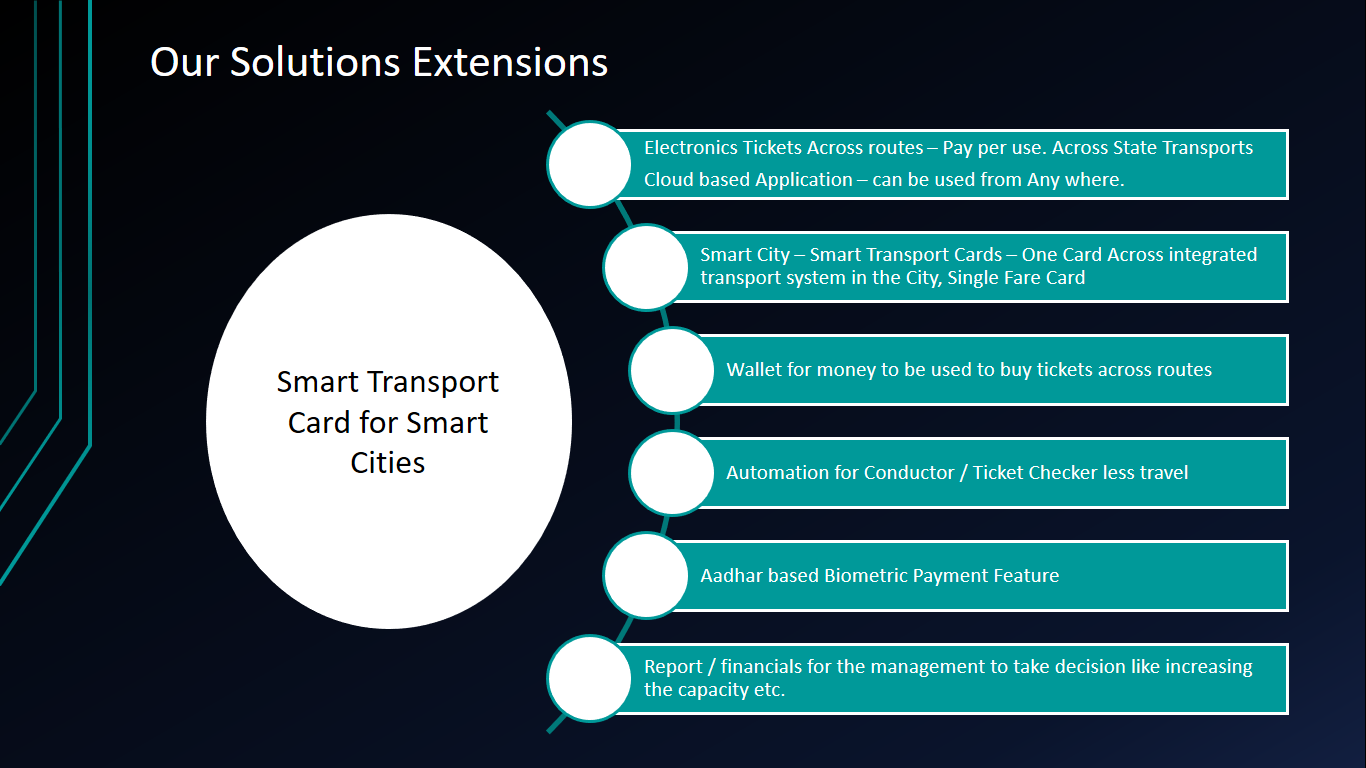 Our Solutions Extensions
Electronics Tickets Across routes – Pay per use. Across State Transports
Cloud based Application – can be used from Any where.
Smart City – Smart Transport Cards – One Card Across integrated
transport system in the City, Single Fare Card
Wallet for money to be used to buy tickets across routes
Smart Transport
Card for Smart
Cities
Automation for Conductor / Ticket Checker less travel
Aadhar based Biometric Payment Feature
Report / financials for the management to take decision like increasing
the capacity etc.